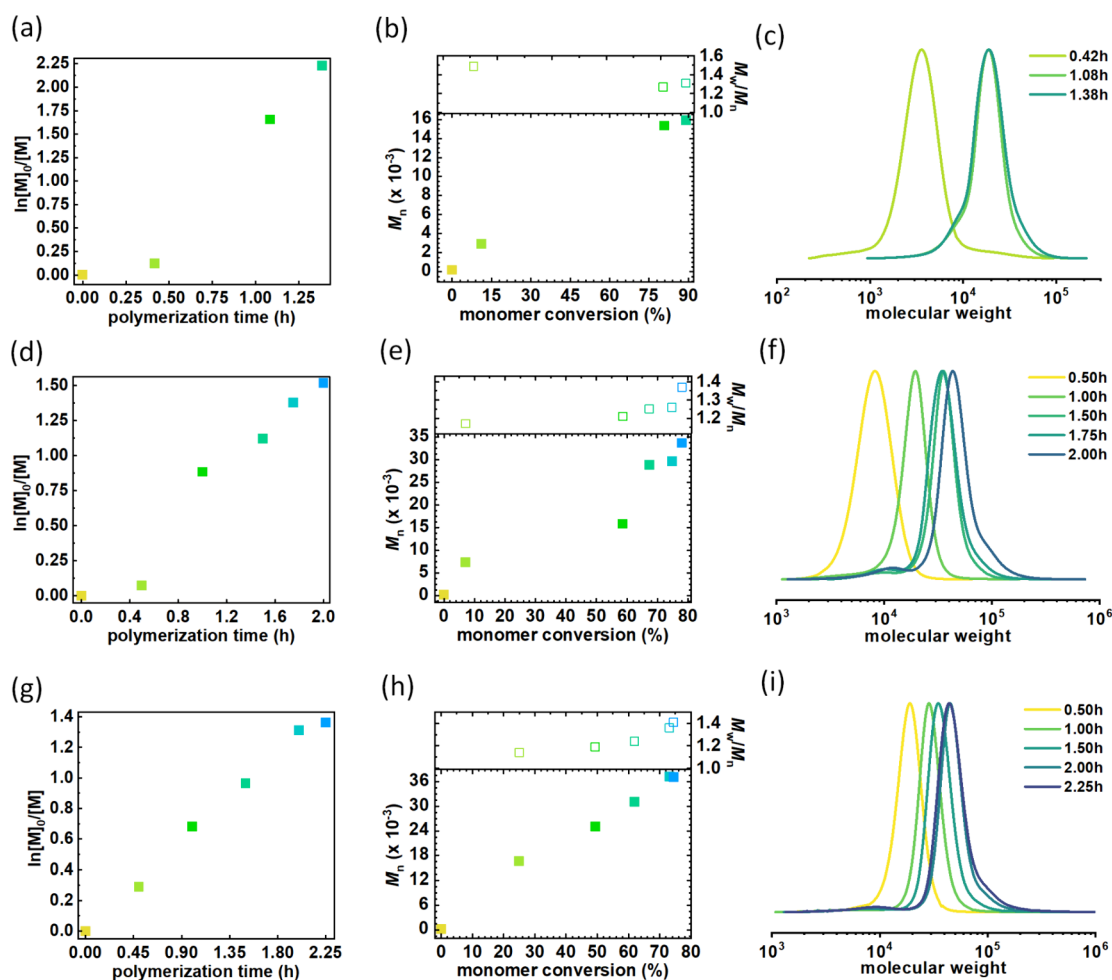 (a)
ln[M]₀/[M]
2.25
2.00
1.75
1.50
1.25
1.00
0.75
0.50
0.25
0.00
0.00 0.25 0.50 0.75 1.00 1.25
polymerization time (h)
(b)
1.6
1.4
1.2
1.0
Mw/Mn
Mn (x 10⁻³)
16
14
12
10
8
6
4
2
0
0 15 30 45 60 75 90
monomer conversion (%)
(c)
0.42h
1.08h
1.38h
10² 10³ 10⁴ 10⁵
molecular weight
(d)
ln[M]₀/[M]
1.50
1.25
1.00
0.75
0.50
0.25
0.00
0.0 0.4 0.8 1.2 1.6 2.0
polymerization time (h)
(e)
1.4
1.3
1.2
Mw/Mn
Mn (x 10⁻³)
35
30
25
20
15
10
5
0
0 10 20 30 40 50 60 70 80
monomer conversion (%)
(f)
0.50h
1.00h
1.50h
1.75h
2.00h
10³ 10⁴ 10⁵ 10⁶
molecular weight
(g)
ln[M]₀/[M]
1.4
1.2
1.0
0.8
0.6
0.4
0.2
0.0
0.00 0.45 0.90 1.35 1.80 2.25
polymerization time (h)
(h)
1.4
1.2
1.0
Mw/Mn
Mn (x 10⁻³)
36
30
24
18
12
6
0
0 10 20 30 40 50 60 70 80
monomer conversion (%)
(i)
0.50h
1.00h
1.50h
2.00h
2.25h
10³ 10⁴ 10⁵ 10⁶
molecular weight